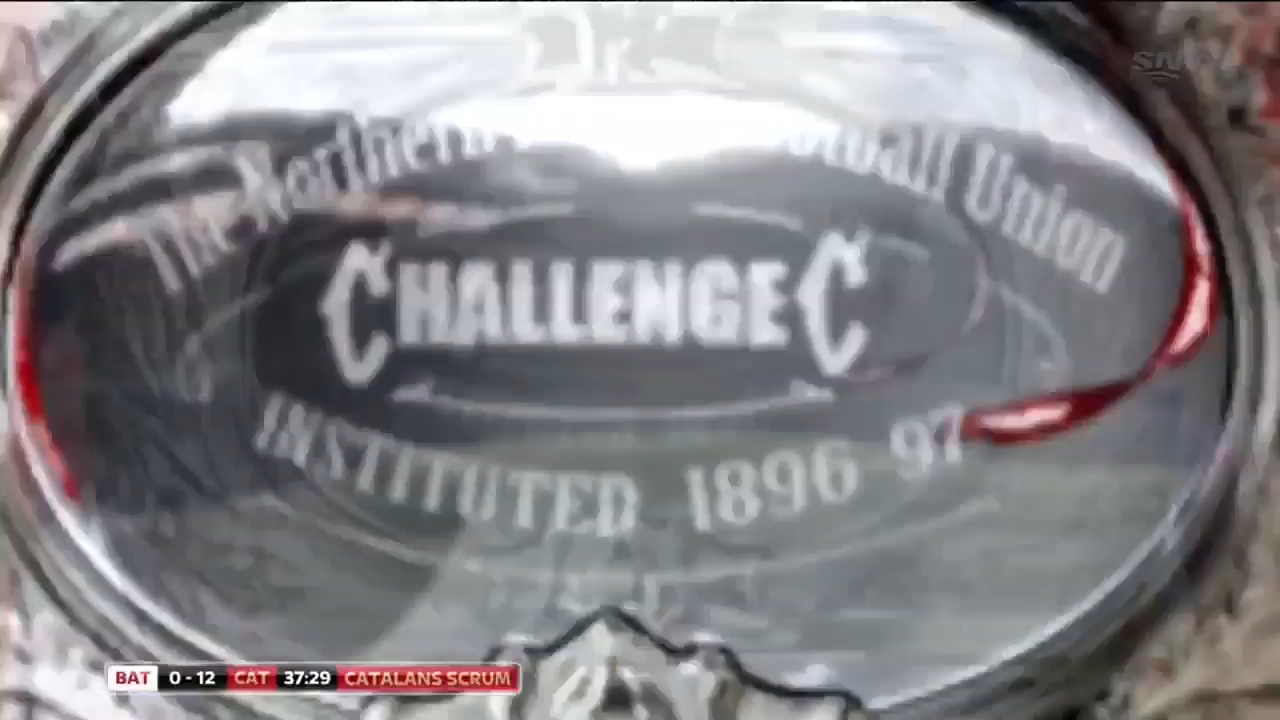 The Northern Union
CHALLENGE C
INSTITUTED 1896 97
BAT 0 - 12 CAT 37:29 CATALANS SCRUM